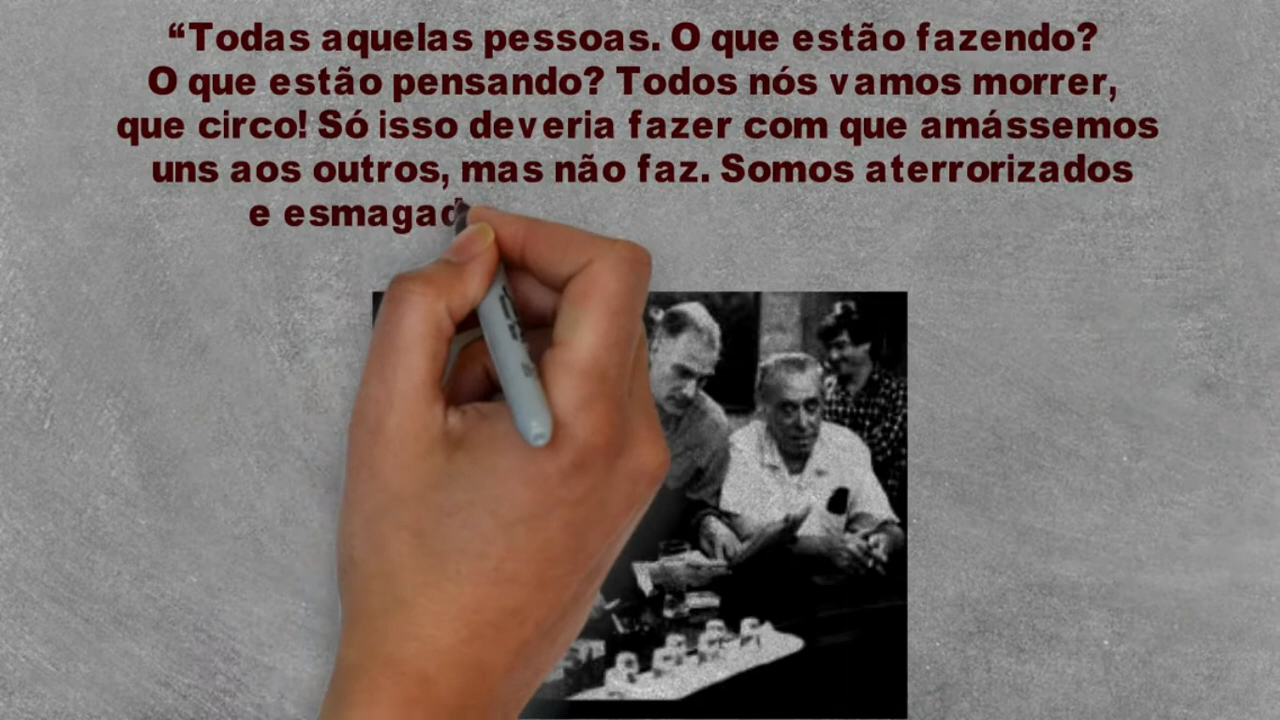 “Todas aquelas pessoas. O que estão fazendo?
O que estão pensando? Todos nós vamos morrer,
que circo! Só isso deveria fazer com que amássemos
uns aos outros, mas não faz. Somos aterrorizados
e esmagad